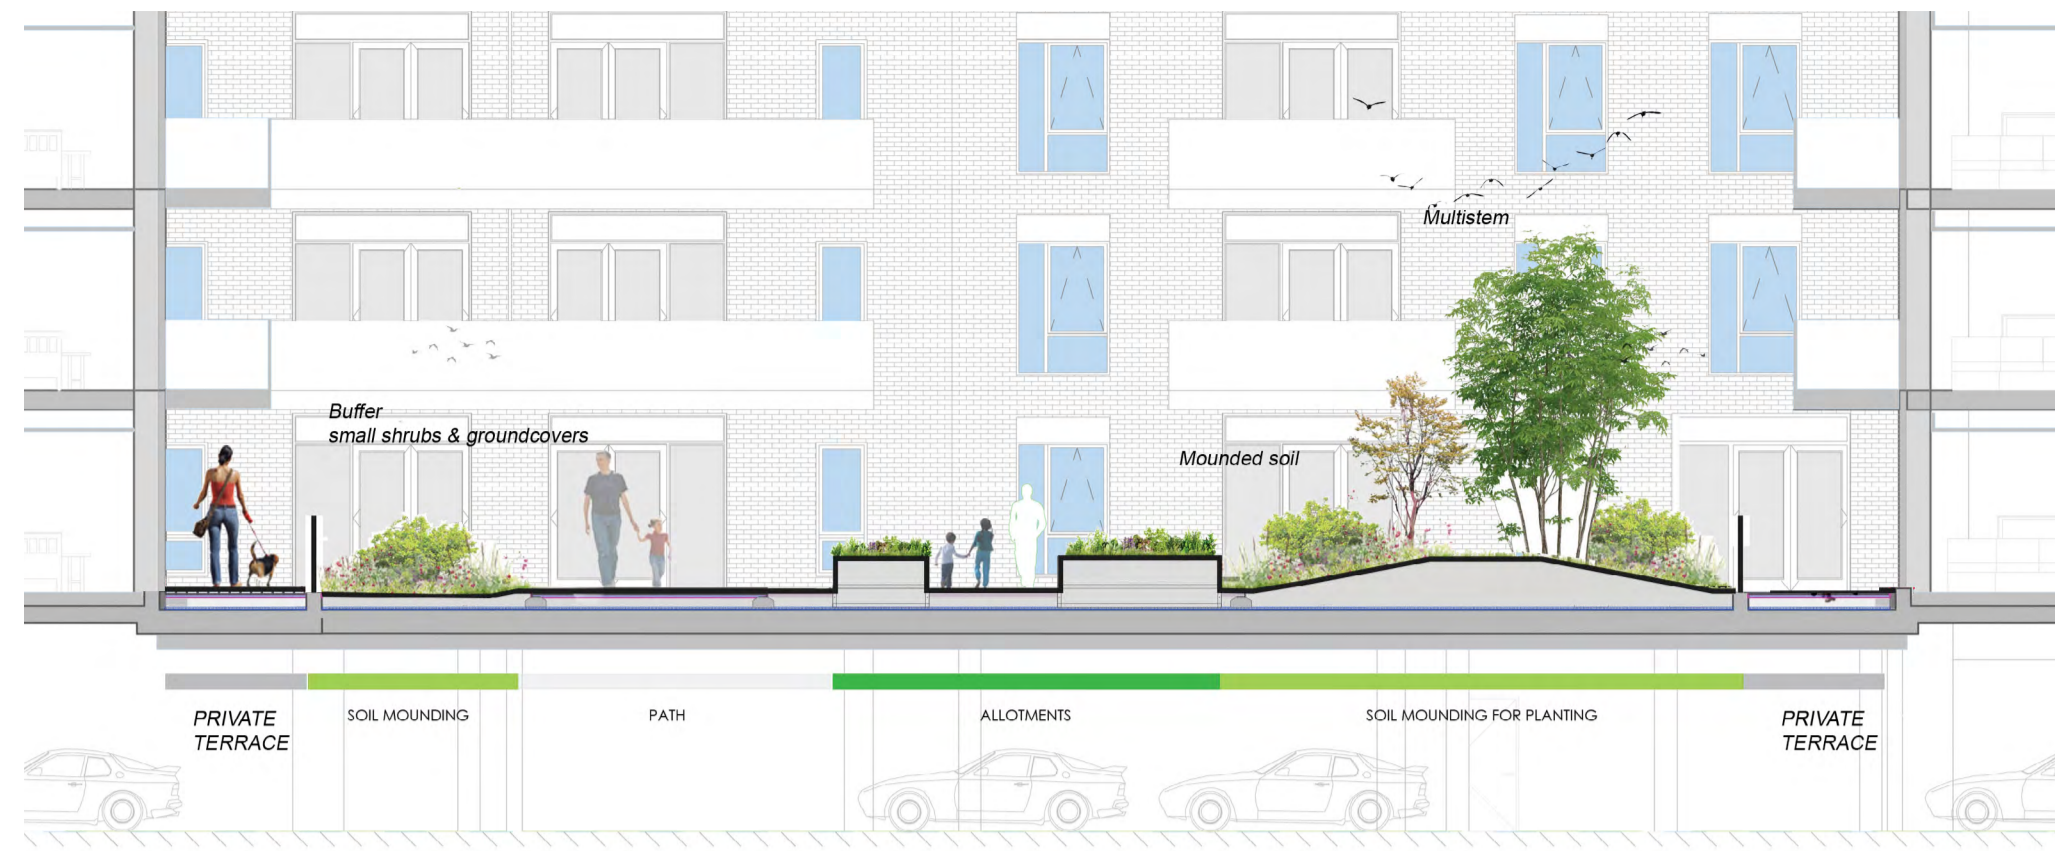 Multistem
Buffer
small shrubs & groundcovers
Mounded soil
PRIVATE
TERRACE
SOIL MOUNDING
PATH
ALLOTMENTS
SOIL MOUNDING FOR PLANTING
PRIVATE
TERRACE